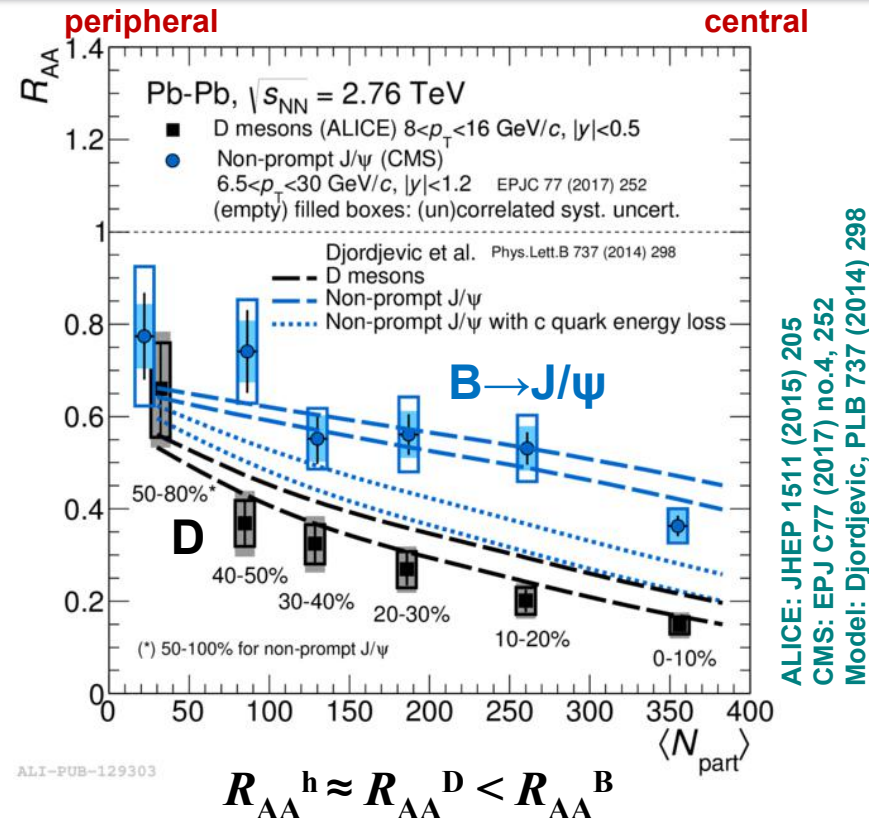 peripheral central
R_AA
1.4
1.2
1
0.8
0.6
0.4
0.2
0
Pb-Pb, √s_NN = 2.76 TeV
D mesons (ALICE) 8<p_T<16 GeV/c, |y|<0.5
Non-prompt J/ψ (CMS)
6.5<p_T<30 GeV/c, |y|<1.2 EPJC 77 (2017) 252
(empty) filled boxes: (un)correlated syst. uncert.
Djordjevic et al. Phys.Lett.B 737 (2014) 298
D mesons
Non-prompt J/ψ
Non-prompt J/ψ with c quark energy loss
B→J/ψ
50-80%*
D
40-50%
30-40%
20-30%
10-20%
0-10%
(*) 50-100% for non-prompt J/ψ
0 50 100 150 200 250 300 350 400
⟨N_part⟩
ALI-PUB-129303
R_AA^h ≈ R_AA^D < R_AA^B
ALICE: JHEP 1511 (2015) 205
CMS: EPJ C77 (2017) no.4, 252
Model: Djordjevic, PLB 737 (2014) 298